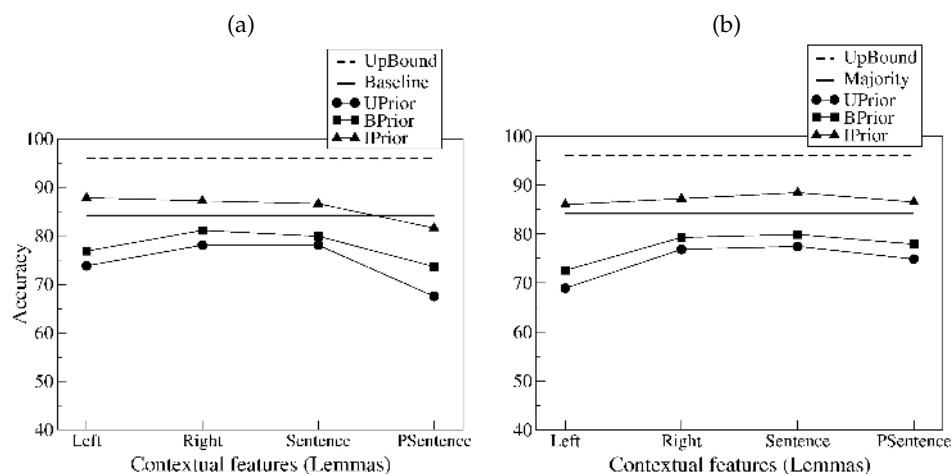 (a)
UpBound
Baseline
UPrior
BPrior
IPrior
100
90
80
70
60
50
40
Accuracy
Left Right Sentence PSentence
Contextual features (Lemmas)
(b)
UpBound
Majority
UPrior
BPrior
IPrior
100
90
80
70
60
50
40
Left Right Sentence PSentence
Contextual features (Lemmas)